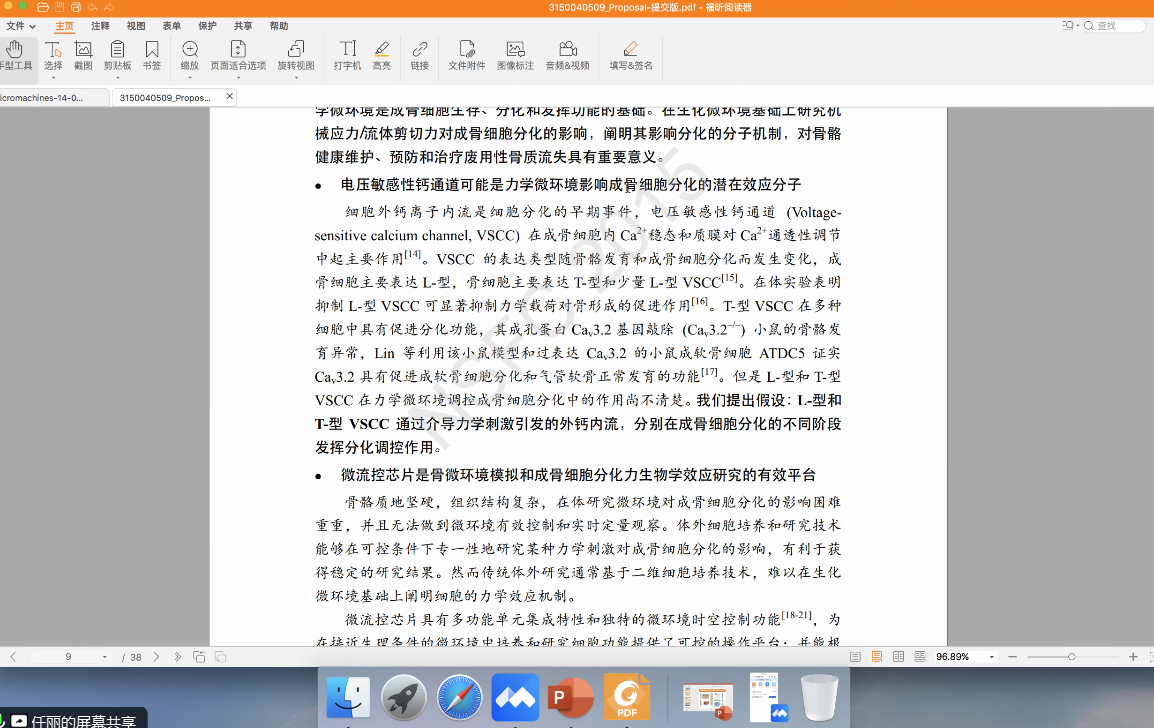 3150040509_Proposal-提交版.pdf - 福昕阅读器
文件 主页 注释 视图 表单 保护 共享 帮助 查找
手型工具 选择 截图 剪贴板 书签 缩放 页面适合选项 旋转视图 打字机 高亮 链接 文件附件 图像标注 音频&视频 填写&签名
icromachines-14-0... 3150040509_Propos...
学微环境是成骨细胞生存、分化和发挥功能的基础。在生化微环境基础上研究机
械应力/流体剪切力对成骨细胞分化的影响，阐明其影响分化的分子机制，对骨骼
健康维护、预防和治疗废用性骨质流失具有重要意义。
● 电压敏感性钙通道可能是力学微环境影响成骨细胞分化的潜在效应分子
细胞外钙离子内流是细胞分化的早期事件，电压敏感性钙通道 (Voltage-
sensitive calcium channel, VSCC) 在成骨细胞内 Ca2+稳态和质膜对 Ca2+通透性调节
中起主要作用[14]。VSCC 的表达类型随骨骼发育和成骨细胞分化而发生变化，成
骨细胞主要表达 L-型，骨细胞主要表达 T-型和少量 L-型 VSCC[15]。在体实验表明
抑制 L-型 VSCC 可显著抑制力学载荷对骨形成的促进作用[16]。T-型 VSCC 在多种
细胞中具有促进分化功能，其成孔蛋白 Cav3.2 基因敲除 (Cav3.2−/−) 小鼠的骨骼发
育异常，Lin 等利用该小鼠模型和过表达 Cav3.2 的小鼠成软骨细胞 ATDC5 证实
Cav3.2 具有促进成软骨细胞分化和气管软骨正常发育的功能[17]。但是 L-型和 T-型
VSCC 在力学微环境调控成骨细胞分化中的作用尚不清楚。我们提出假设：L-型和
T-型 VSCC 通过介导力学刺激引发的外钙内流，分别在成骨细胞分化的不同阶段
发挥分化调控作用。
● 微流控芯片是骨微环境模拟和成骨细胞分化力生物学效应研究的有效平台
骨骼质地坚硬，组织结构复杂，在体研究微环境对成骨细胞分化的影响困难
重重，并且无法做到微环境有效控制和实时定量观察。体外细胞培养和研究技术
能够在可控条件下专一性地研究某种力学刺激对成骨细胞分化的影响，有利于获
得稳定的研究结果。然而传统体外研究通常基于二维细胞培养技术，难以在生化
微环境基础上阐明细胞的力学效应机制。
微流控芯片具有多功能单元集成特性和独特的微环境时空控制功能[18-21]，为
在接近生理条件的微环境中培养和研究细胞功能提供了可控的操作平台；并能根
NSFC 2015
9 / 38 96.89%
P P
PDF
任丽的屏幕共享